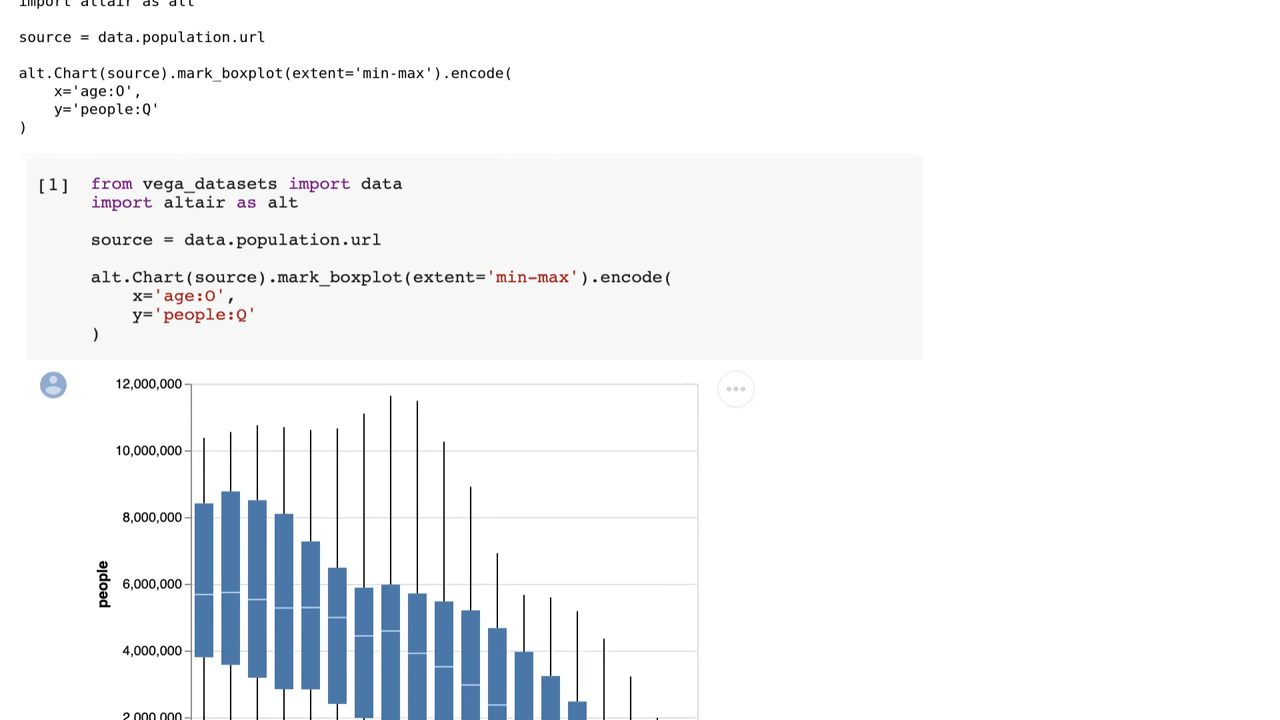 import altair as alt
source = data.population.url
alt.Chart(source).mark_boxplot(extent='min-max').encode(
    x='age:O',
    y='people:Q'
)
[1]
from vega_datasets import data
import altair as alt
source = data.population.url
alt.Chart(source).mark_boxplot(extent='min-max').encode(
    x='age:O',
    y='people:Q'
)
12,000,000
10,000,000
8,000,000
6,000,000
4,000,000
2,000,000
people